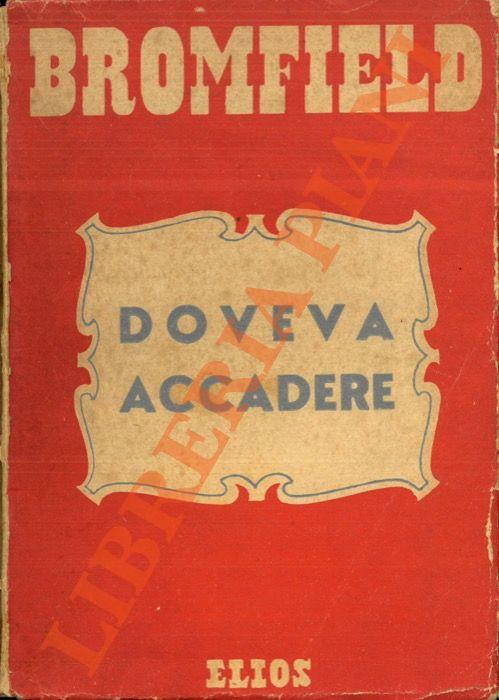 BROMFIELD
DOVEVA
ACCADERE
ELIOS
LIBRERIA PIANI